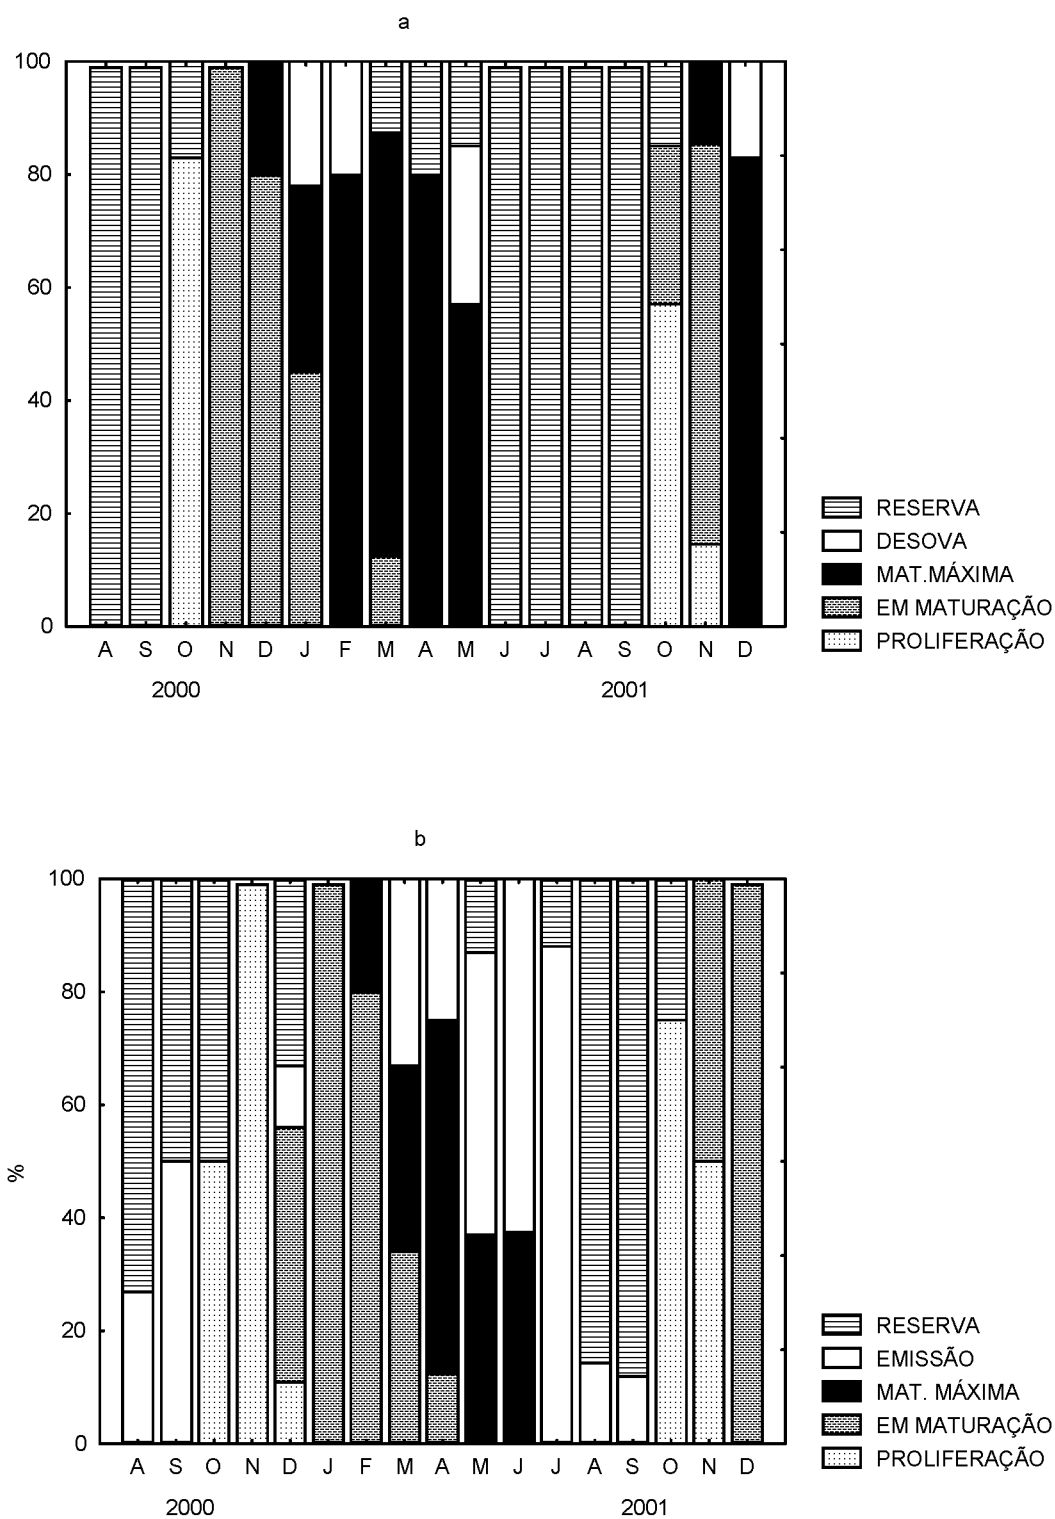 a
100
80
60
40
20
0
A S O N D J F M A M J J A S O N D
2000 2001
RESERVA
DESOVA
MAT.MÁXIMA
EM MATURAÇÃO
PROLIFERAÇÃO
b
100
80
60
%
40
20
0
A S O N D J F M A M J J A S O N D
2000 2001
RESERVA
EMISSÃO
MAT. MÁXIMA
EM MATURAÇÃO
PROLIFERAÇÃO